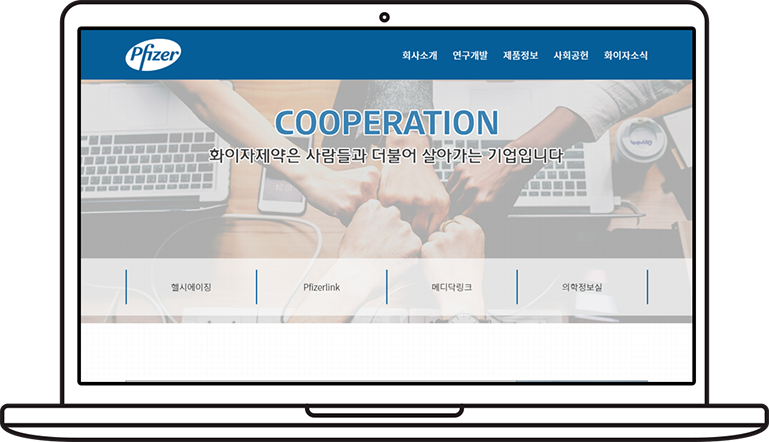 Pfizer
회사소개 연구개발 제품정보 사회공헌 화이자소식
COOPERATION
화이자제약은 사람들과 더불어 살아가는 기업입니다
헬시에이징 Pfizerlink 메디닥링크 의학정보실